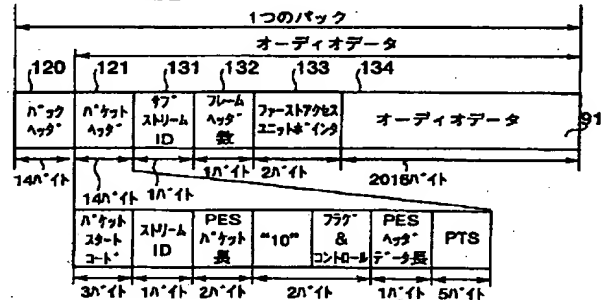 1つのパック
オーディオデータ
120
121
131
132
133
134
パック
ヘッダ
パケット
ヘッダ
サブ
ストリーム
ID
フレーム
ヘッダ
数
ファーストアクセス
ユニットポインタ
オーディオデータ
91
14バイト
14バイト
1バイト
1バイト
2バイト
2016バイト
パケット
スタート
コード
ストリーム
ID
PES
パケット
長
"10"
フラグ
&
コントロール
PES
ヘッダ
データ長
PTS
3バイト
1バイト
2バイト
2バイト
1バイト
5バイト